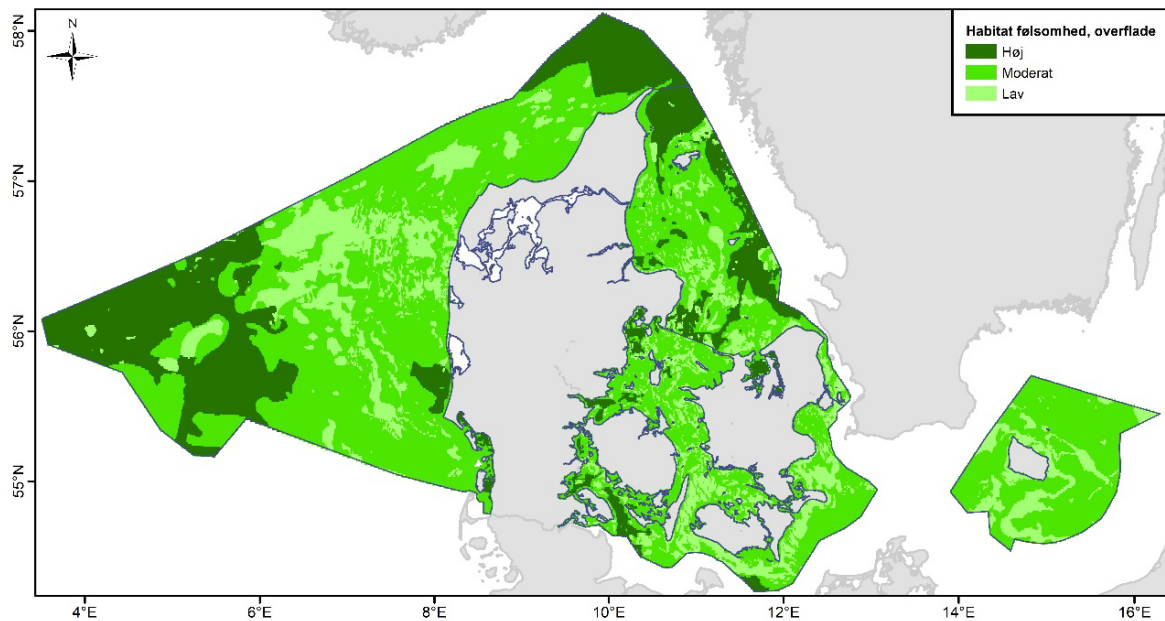 N
Habitat følsomhed, overflade
Høj
Moderat
Lav
58°N
57°N
56°N
55°N
4°E 6°E 8°E 10°E 12°E 14°E 16°E